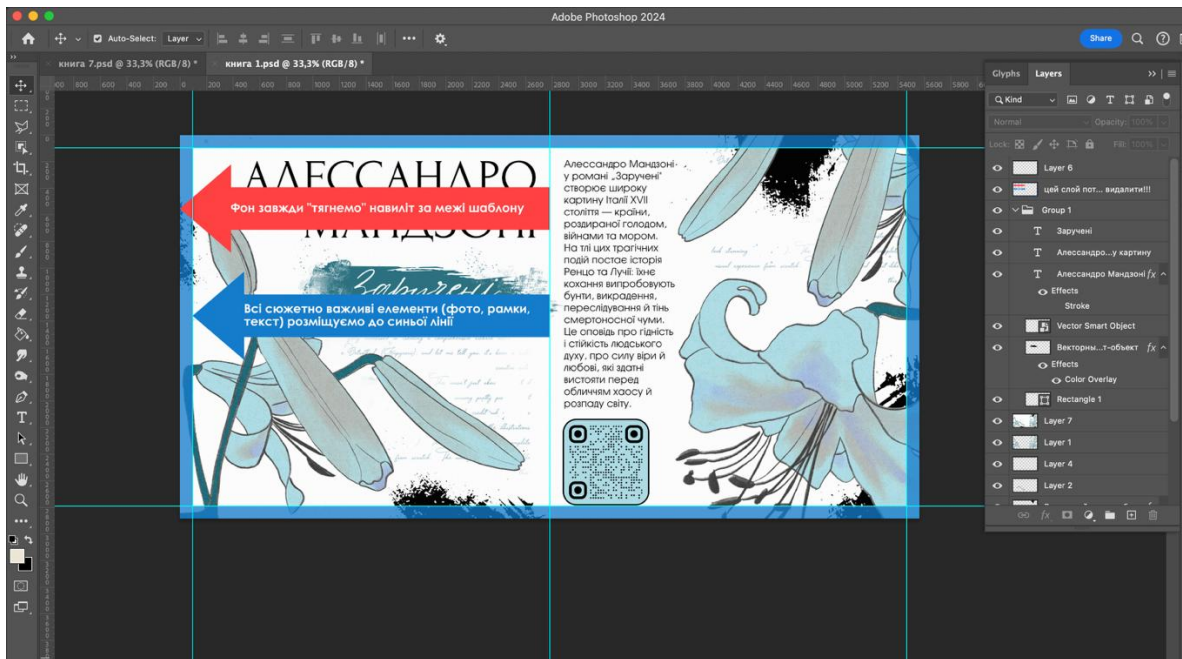 Adobe Photoshop 2024
Auto-Select: Layer
Share
книга 7.psd @ 33,3% (RGB/8) *
книга 1.psd @ 33,3% (RGB/8) *
Glyphs Layers
Kind
Normal Opacity: 100%
Lock: Fill: 100%
Layer 6
цей слой пот... видалити!!!
Group 1
Заручені
Алессандро...у картину
Алессандро Мандзоні fx
Effects
Stroke
Vector Smart Object
Векторны...т-объект fx
Effects
Color Overlay
Rectangle 1
Layer 7
Layer 1
Layer 4
Layer 2
АЛЕССАНДРО
МАНДЗОНІ
Заручені
Фон завжди "тягнемо" навиліт за межі шаблону
Всі сюжетно важливі елементи (фото, рамки,
текст) розміщуємо до синьої лінії
Алессандро Мандзоні
у романі „Заручені"
створює широку
картину Італії XVII
століття — країни,
роздираної голодом,
війнами та мором.
На тлі цих трагічних
подій постає історія
Ренцо та Лучії: їхнє
кохання випробовують
бунти, викрадення,
переслідування й тінь
смертоносної чуми.
Це оповідь про гідність
і стійкість людського
духу, про силу віри й
любові, які здатні
вистояти перед
обличчям хаосу й
розпаду світу.